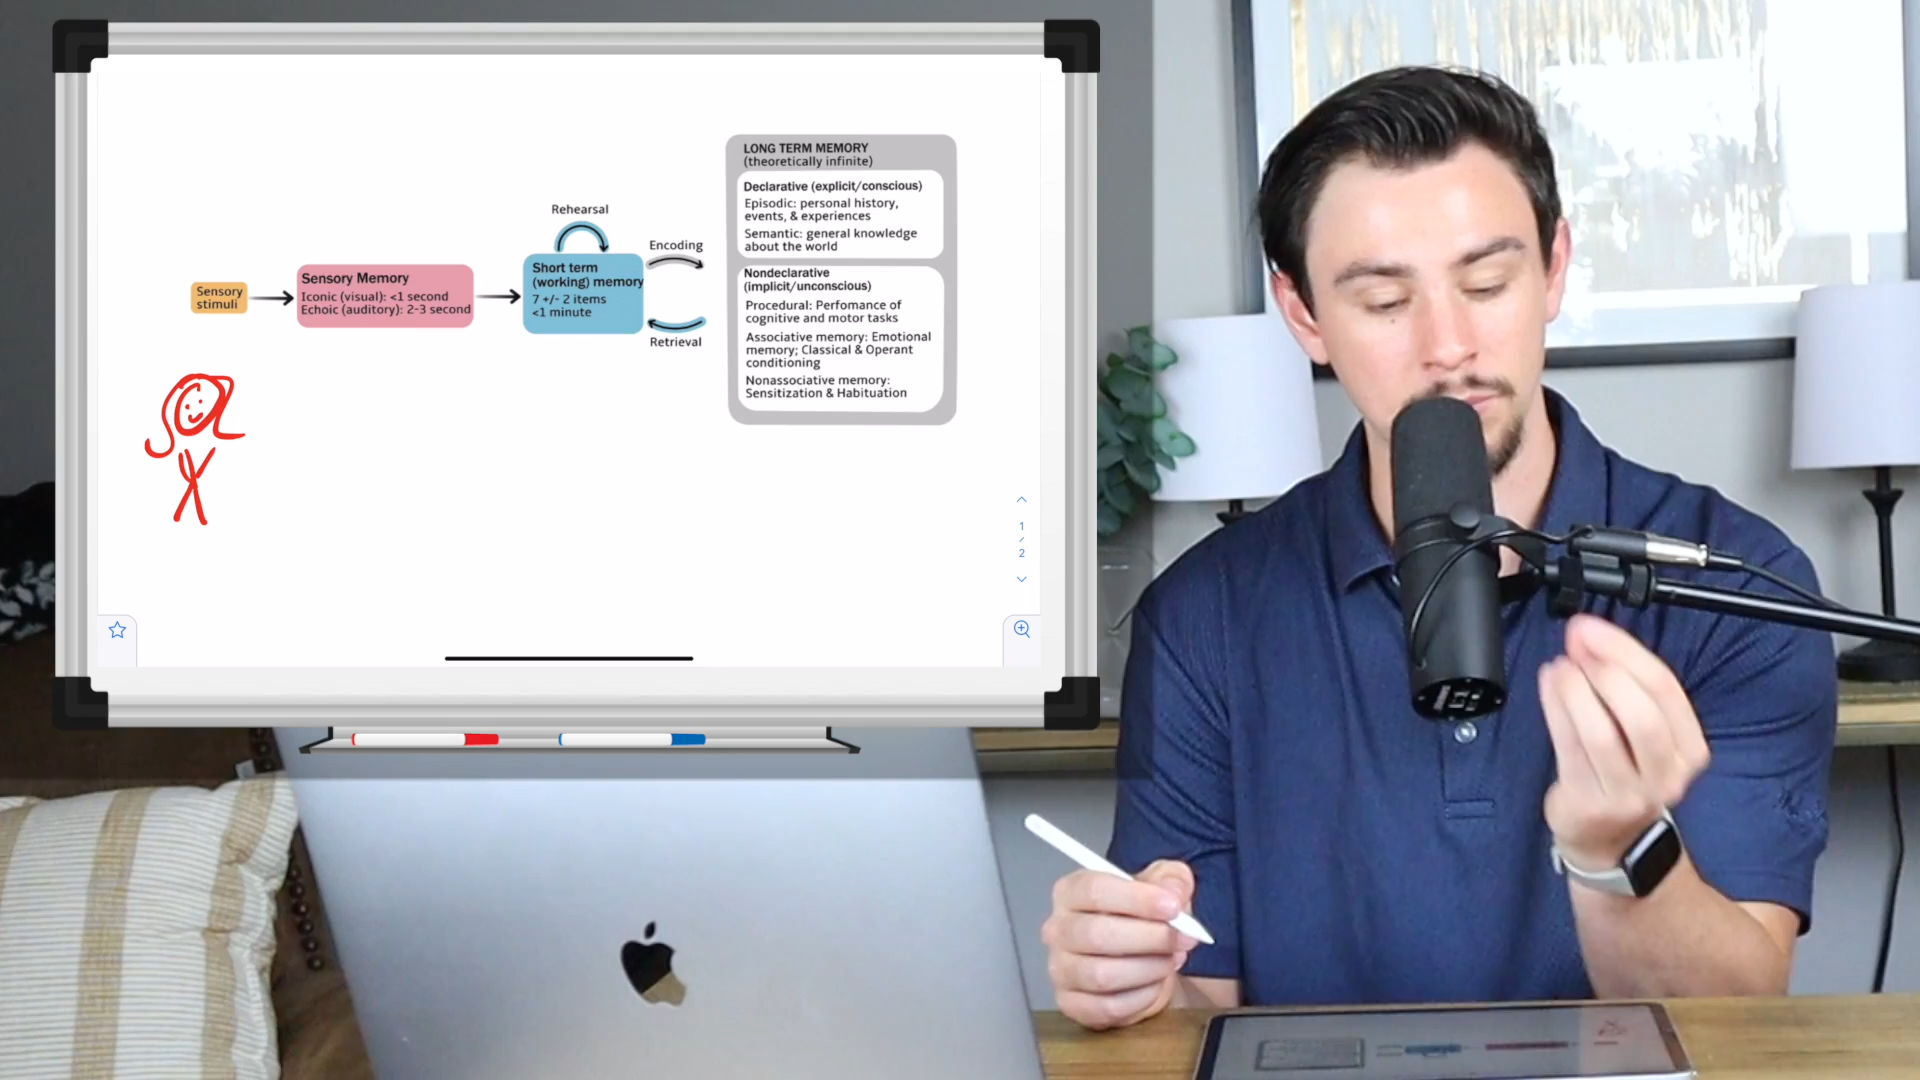 LONG TERM MEMORY
(theoretically infinite)
Declarative (explicit/conscious)
Episodic: personal history,
events, & experiences
Semantic: general knowledge
about the world
Nondeclarative
(implicit/unconscious)
Procedural: Perfomance of
cognitive and motor tasks
Associative memory: Emotional
memory; Classical & Operant
conditioning
Nonassociative memory:
Sensitization & Habituation
Rehearsal
Encoding
Retrieval
Short term
(working) memory
7 +/- 2 items
<1 minute
Sensory Memory
Iconic (visual): <1 second
Echoic (auditory): 2-3 second
Sensory
stimuli
1
/
2